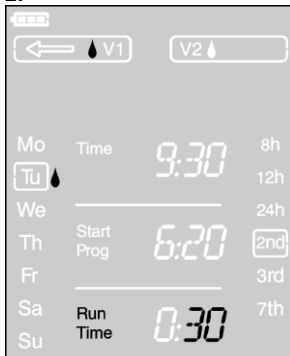 V1 V2
Mo Time 9:30 8h
Tu 12h
We 24h
Th Start Prog 6:20 2nd
Fr 3rd
Sa Run Time 0:30 7th
Su